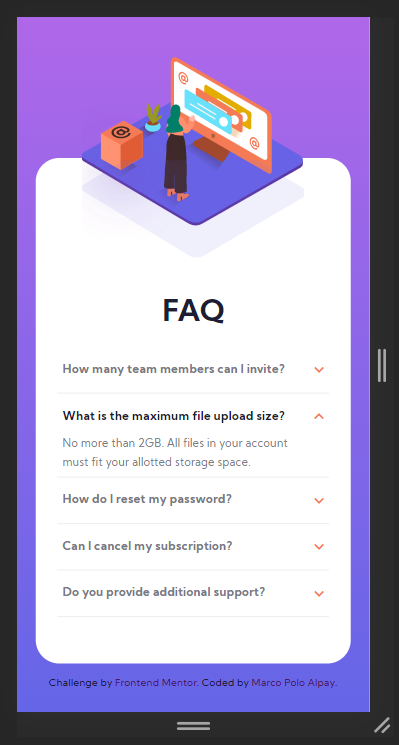 FAQ
How many team members can I invite?
What is the maximum file upload size?
No more than 2GB. All files in your account
must fit your allotted storage space.
How do I reset my password?
Can I cancel my subscription?
Do you provide additional support?
Challenge by Frontend Mentor. Coded by Marco Polo Alpay.